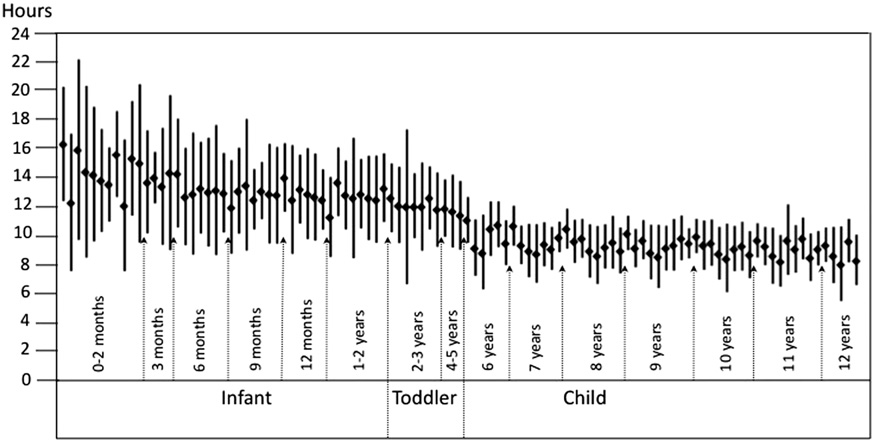 Hours
24
22
20
18
16
14
12
10
8
6
4
2
0
0-2 months
3 months
6 months
9 months
12 months
1-2 years
2-3 years
4-5 years
6 years
7 years
8 years
9 years
10 years
11 years
12 years
Infant
Toddler
Child